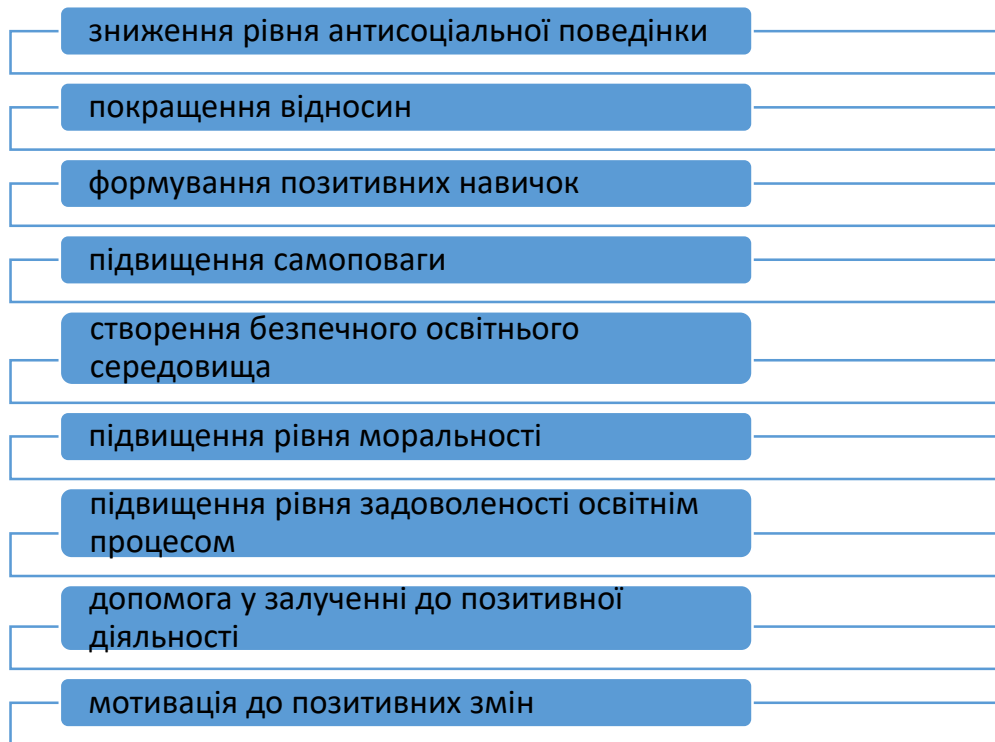 зниження рівня антисоціальної поведінки
покращення відносин
формування позитивних навичок
підвищення самоповаги
створення безпечного освітнього
середовища
підвищення рівня моральності
підвищення рівня задоволеності освітнім
процесом
допомога у залученні до позитивної
діяльності
мотивація до позитивних змін